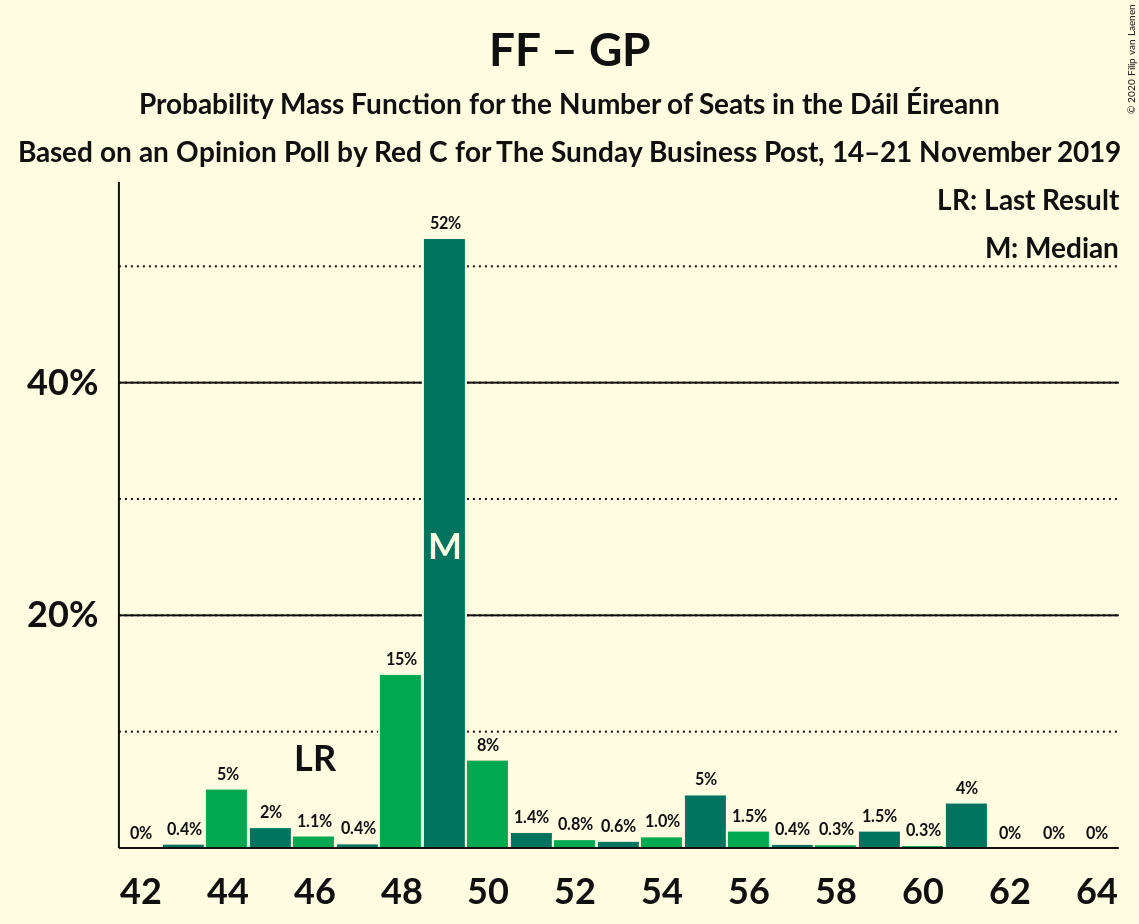 FF – GP
Probability Mass Function for the Number of Seats in the Dáil Éireann
Based on an Opinion Poll by Red C for The Sunday Business Post, 14–21 November 2019
© 2020 Filip van Laenen
LR: Last Result
M: Median
40%
20%
0%
0.4%
5%
2%
1.1%
0.4%
15%
52%
8%
1.4%
0.8%
0.6%
1.0%
5%
1.5%
0.4%
0.3%
1.5%
0.3%
4%
0%
0%
0%
LR
M
42 44 46 48 50 52 54 56 58 60 62 64